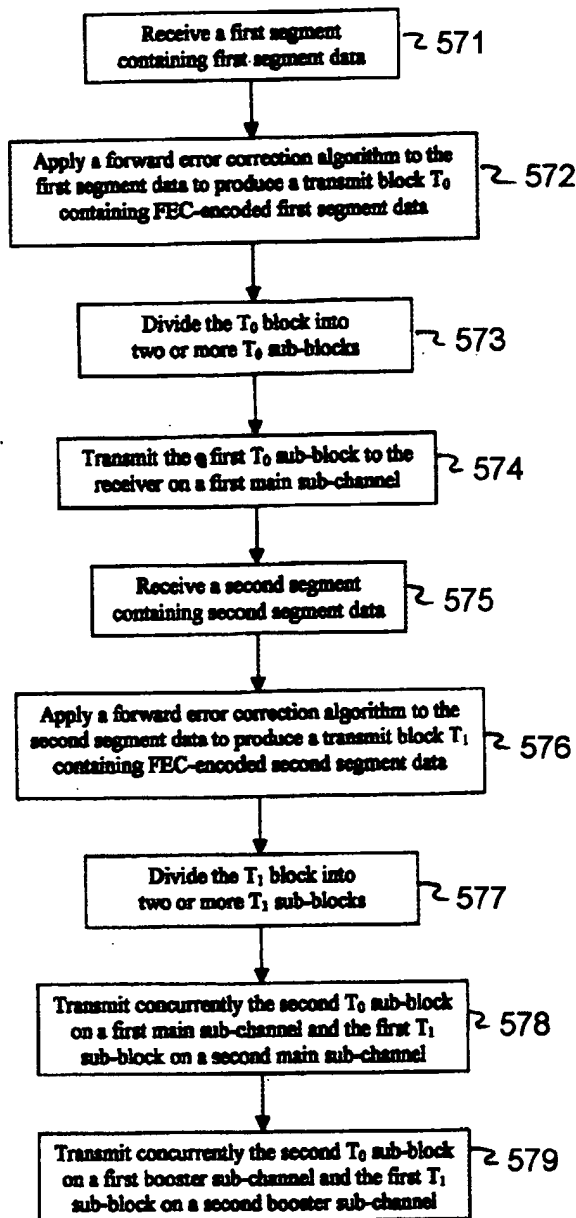 Receive a first segment
containing first segment data
571
Apply a forward error correction algorithm to the
first segment data to produce a transmit block T₀
containing FEC-encoded first segment data
572
Divide the T₀ block into
two or more T₀ sub-blocks
573
Transmit the first T₀ sub-block to the
receiver on a first main sub-channel
574
Receive a second segment
containing second segment data
575
Apply a forward error correction algorithm to the
second segment data to produce a transmit block T₁
containing FEC-encoded second segment data
576
Divide the T₁ block into
two or more T₁ sub-blocks
577
Transmit concurrently the second T₀ sub-block
on a first main sub-channel and the first T₁
sub-block on a second main sub-channel
578
Transmit concurrently the second T₀ sub-block
on a first booster sub-channel and the first T₁
sub-block on a second booster sub-channel
579